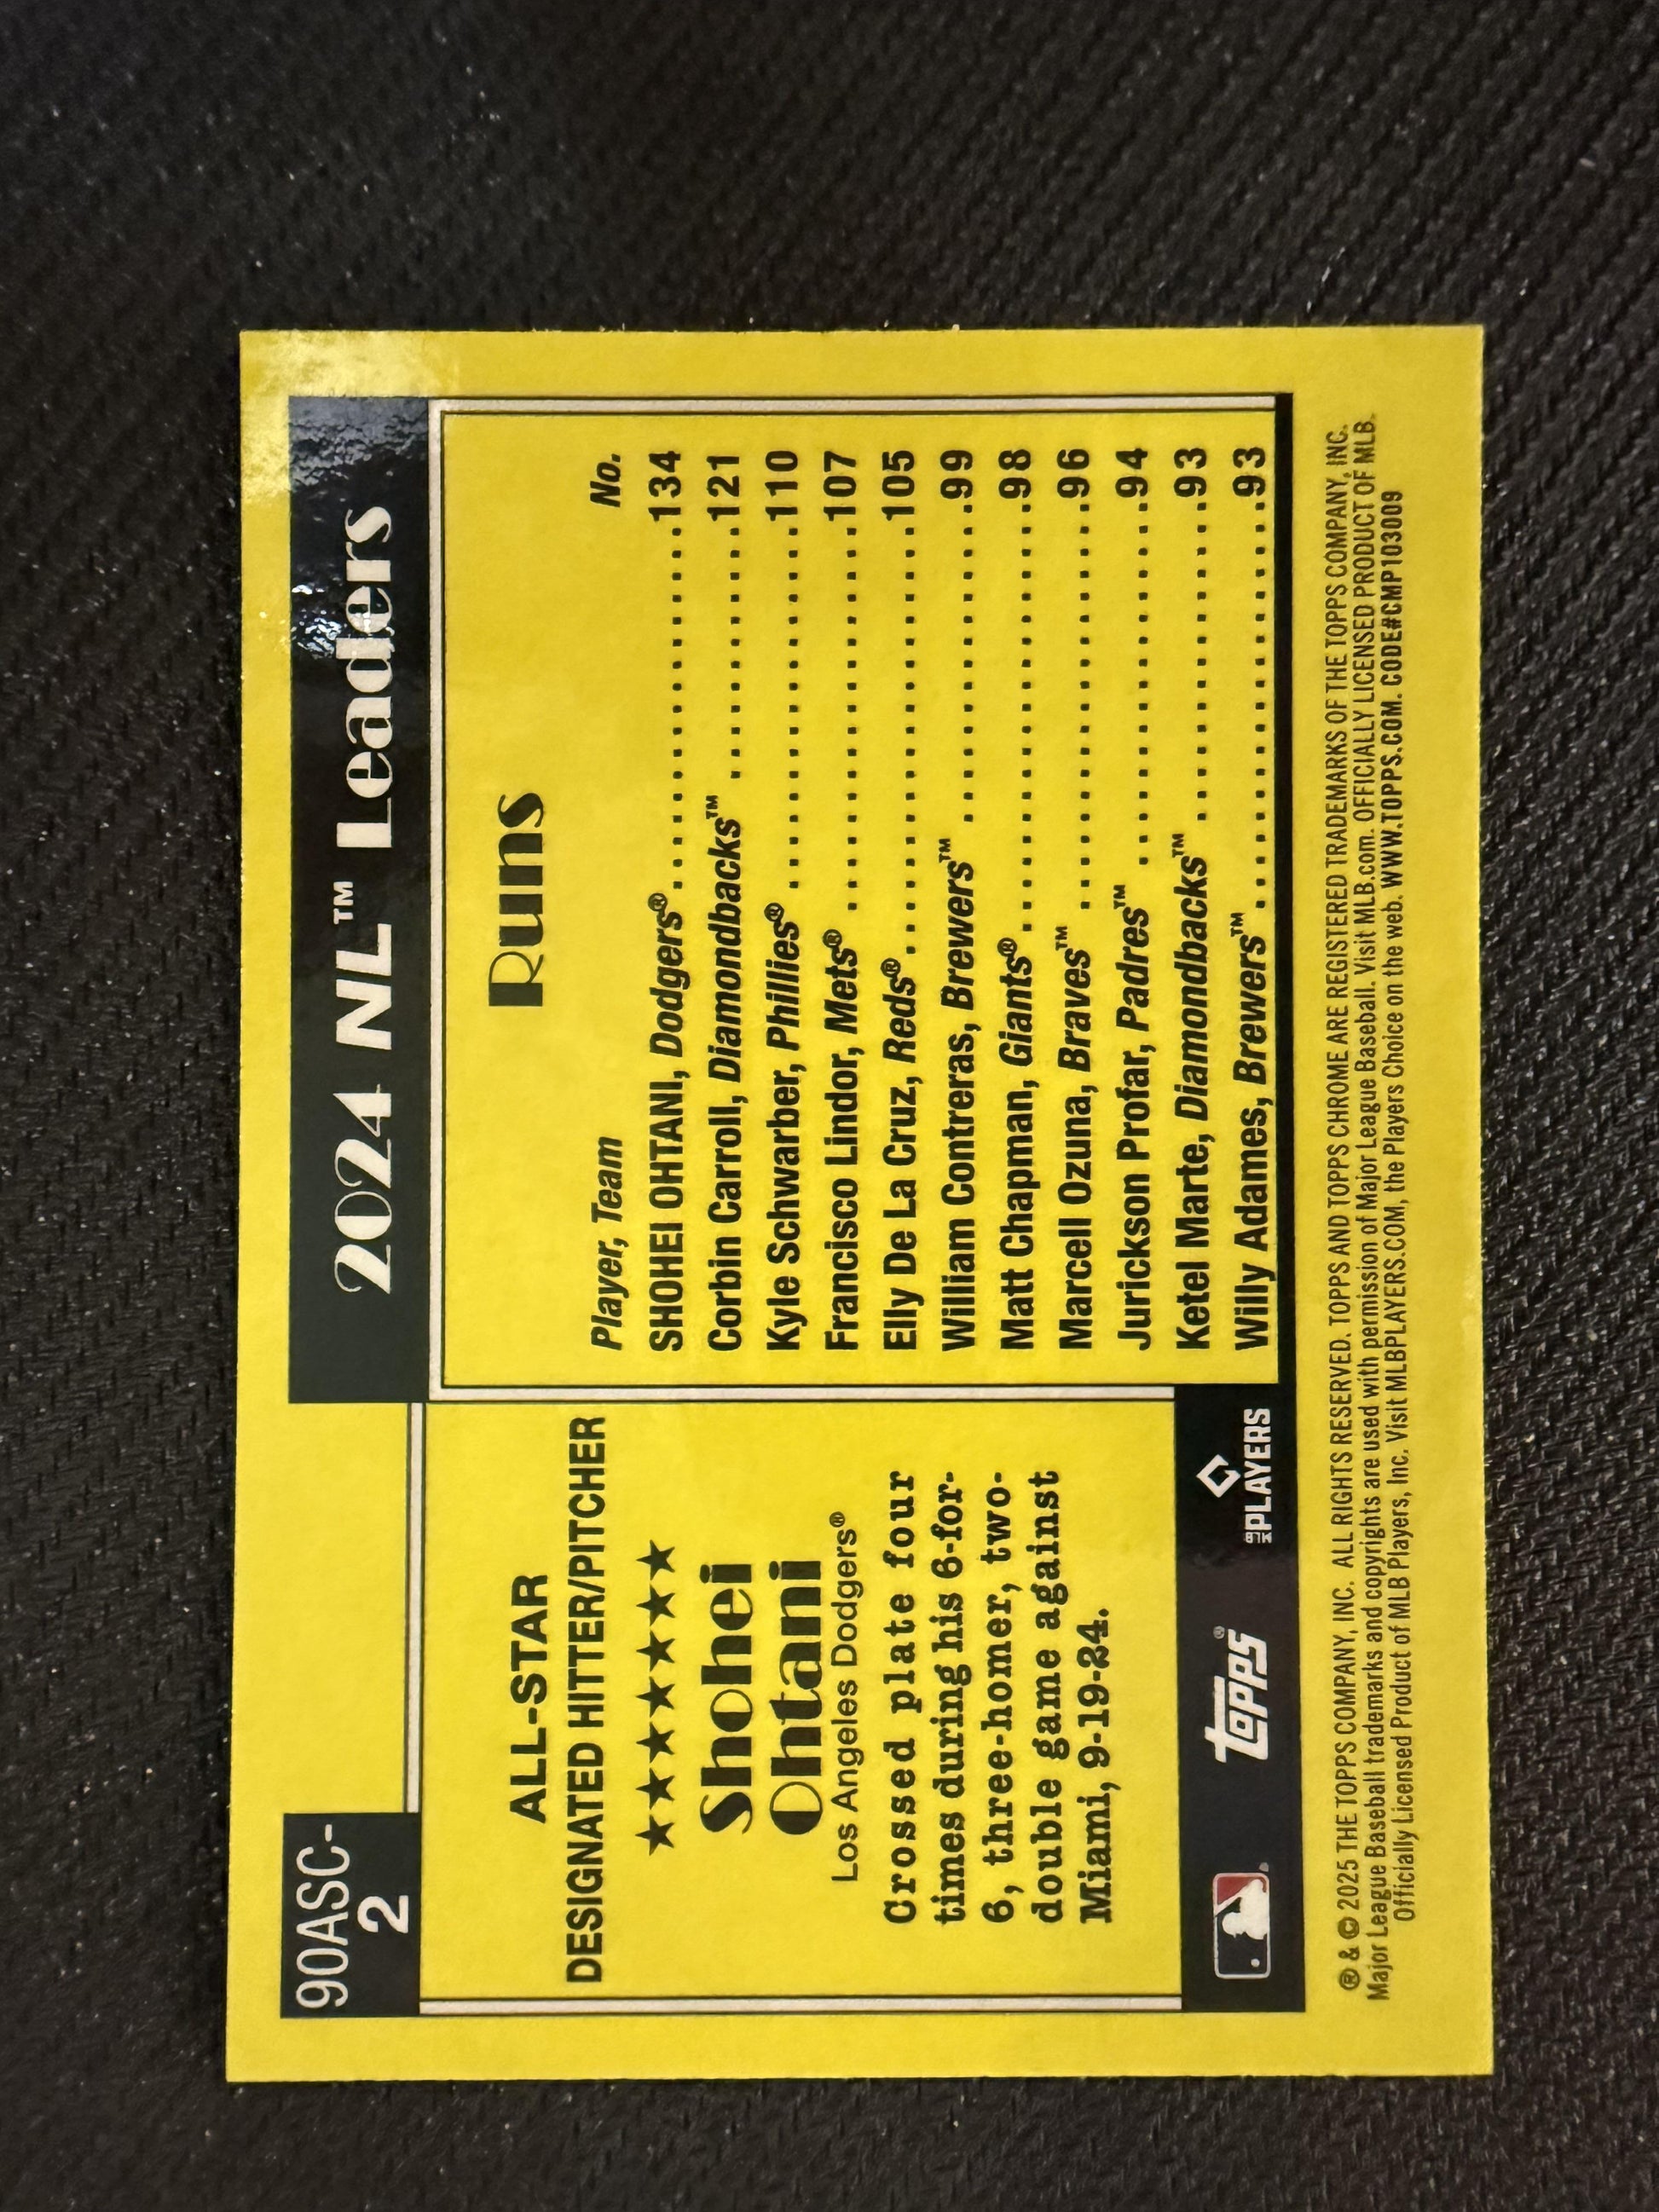 90ASC-
2
ALL-STAR
DESIGNATED HITTER/PITCHER
★★★★★★★
Shohei
Ohtani
Los Angeles Dodgers®
Crossed plate four
times during his 6-for-
6, three-homer, two-
double game against
Miami, 9-19-24.
topps®
MLB PLAYERS
2024 NL™ Leaders
Runs
Player, Team No.
SHOHEI OHTANI, Dodgers®..................134
Corbin Carroll, Diamondbacks™ ............121
Kyle Schwarber, Phillies® ..................110
Francisco Lindor, Mets® ...................107
Elly De La Cruz, Reds®.....................105
William Contreras, Brewers™ ...............99
Matt Chapman, Giants®.....................98
Marcell Ozuna, Braves™ ....................96
Jurickson Profar, Padres™ ..................94
Ketel Marte, Diamondbacks™ ...............93
Willy Adames, Brewers™....................93
® & © 2025 THE TOPPS COMPANY, INC. ALL RIGHTS RESERVED. TOPPS AND TOPPS CHROME ARE REGISTERED TRADEMARKS OF THE TOPPS COMPANY, INC.
Major League Baseball trademarks and copyrights are used with permission of Major League Baseball. Visit MLB.com. OFFICIALLY LICENSED PRODUCT OF MLB.
Officially Licensed Product of MLB Players, Inc. Visit MLBPLAYERS.COM, the Players Choice on the web. WWW.TOPPS.COM. CODE#CMP103009